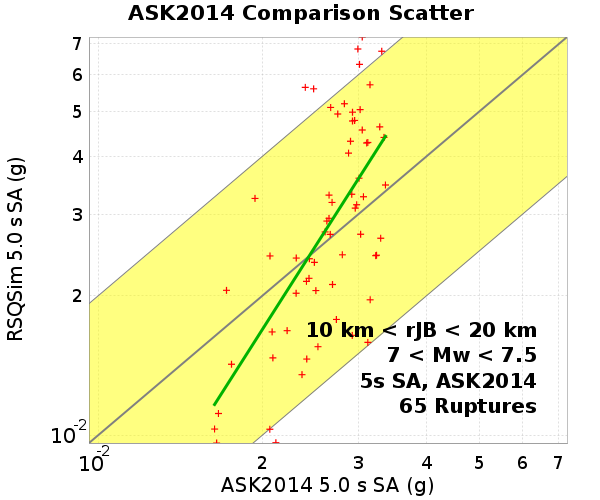 ASK2014 Comparison Scatter
RSQSim 5.0 s SA (g)
7
6
5
4
3
2
10-2
10 km < rJB < 20 km
7 < Mw < 7.5
5s SA, ASK2014
65 Ruptures
10-2 2 3 4 5 6 7
ASK2014 5.0 s SA (g)